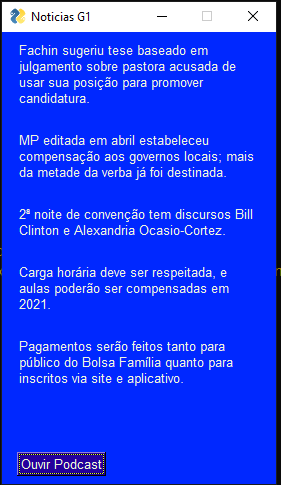 Noticias G1
Fachin sugeriu tese baseado em
julgamento sobre pastora acusada de
usar sua posição para promover
candidatura.
MP editada em abril estabeleceu
compensação aos governos locais; mais
da metade da verba já foi destinada.
2ª noite de convenção tem discursos Bill
Clinton e Alexandria Ocasio-Cortez.
Carga horária deve ser respeitada, e
aulas poderão ser compensadas em
2021.
Pagamentos serão feitos tanto para
público do Bolsa Família quanto para
inscritos via site e aplicativo.
Ouvir Podcast